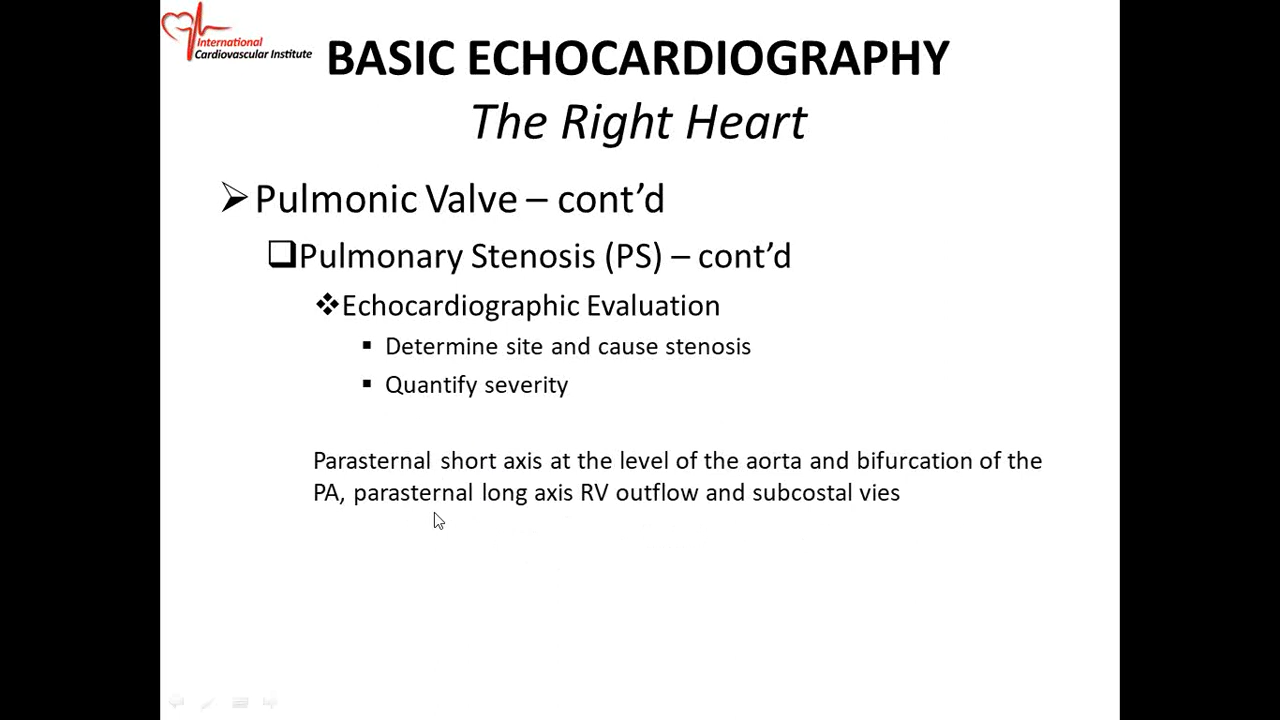 International
Cardiovascular Institute
BASIC ECHOCARDIOGRAPHY
The Right Heart
Pulmonic Valve – cont’d
Pulmonary Stenosis (PS) – cont’d
Echocardiographic Evaluation
Determine site and cause stenosis
Quantify severity
Parasternal short axis at the level of the aorta and bifurcation of the
PA, parasternal long axis RV outflow and subcostal vies